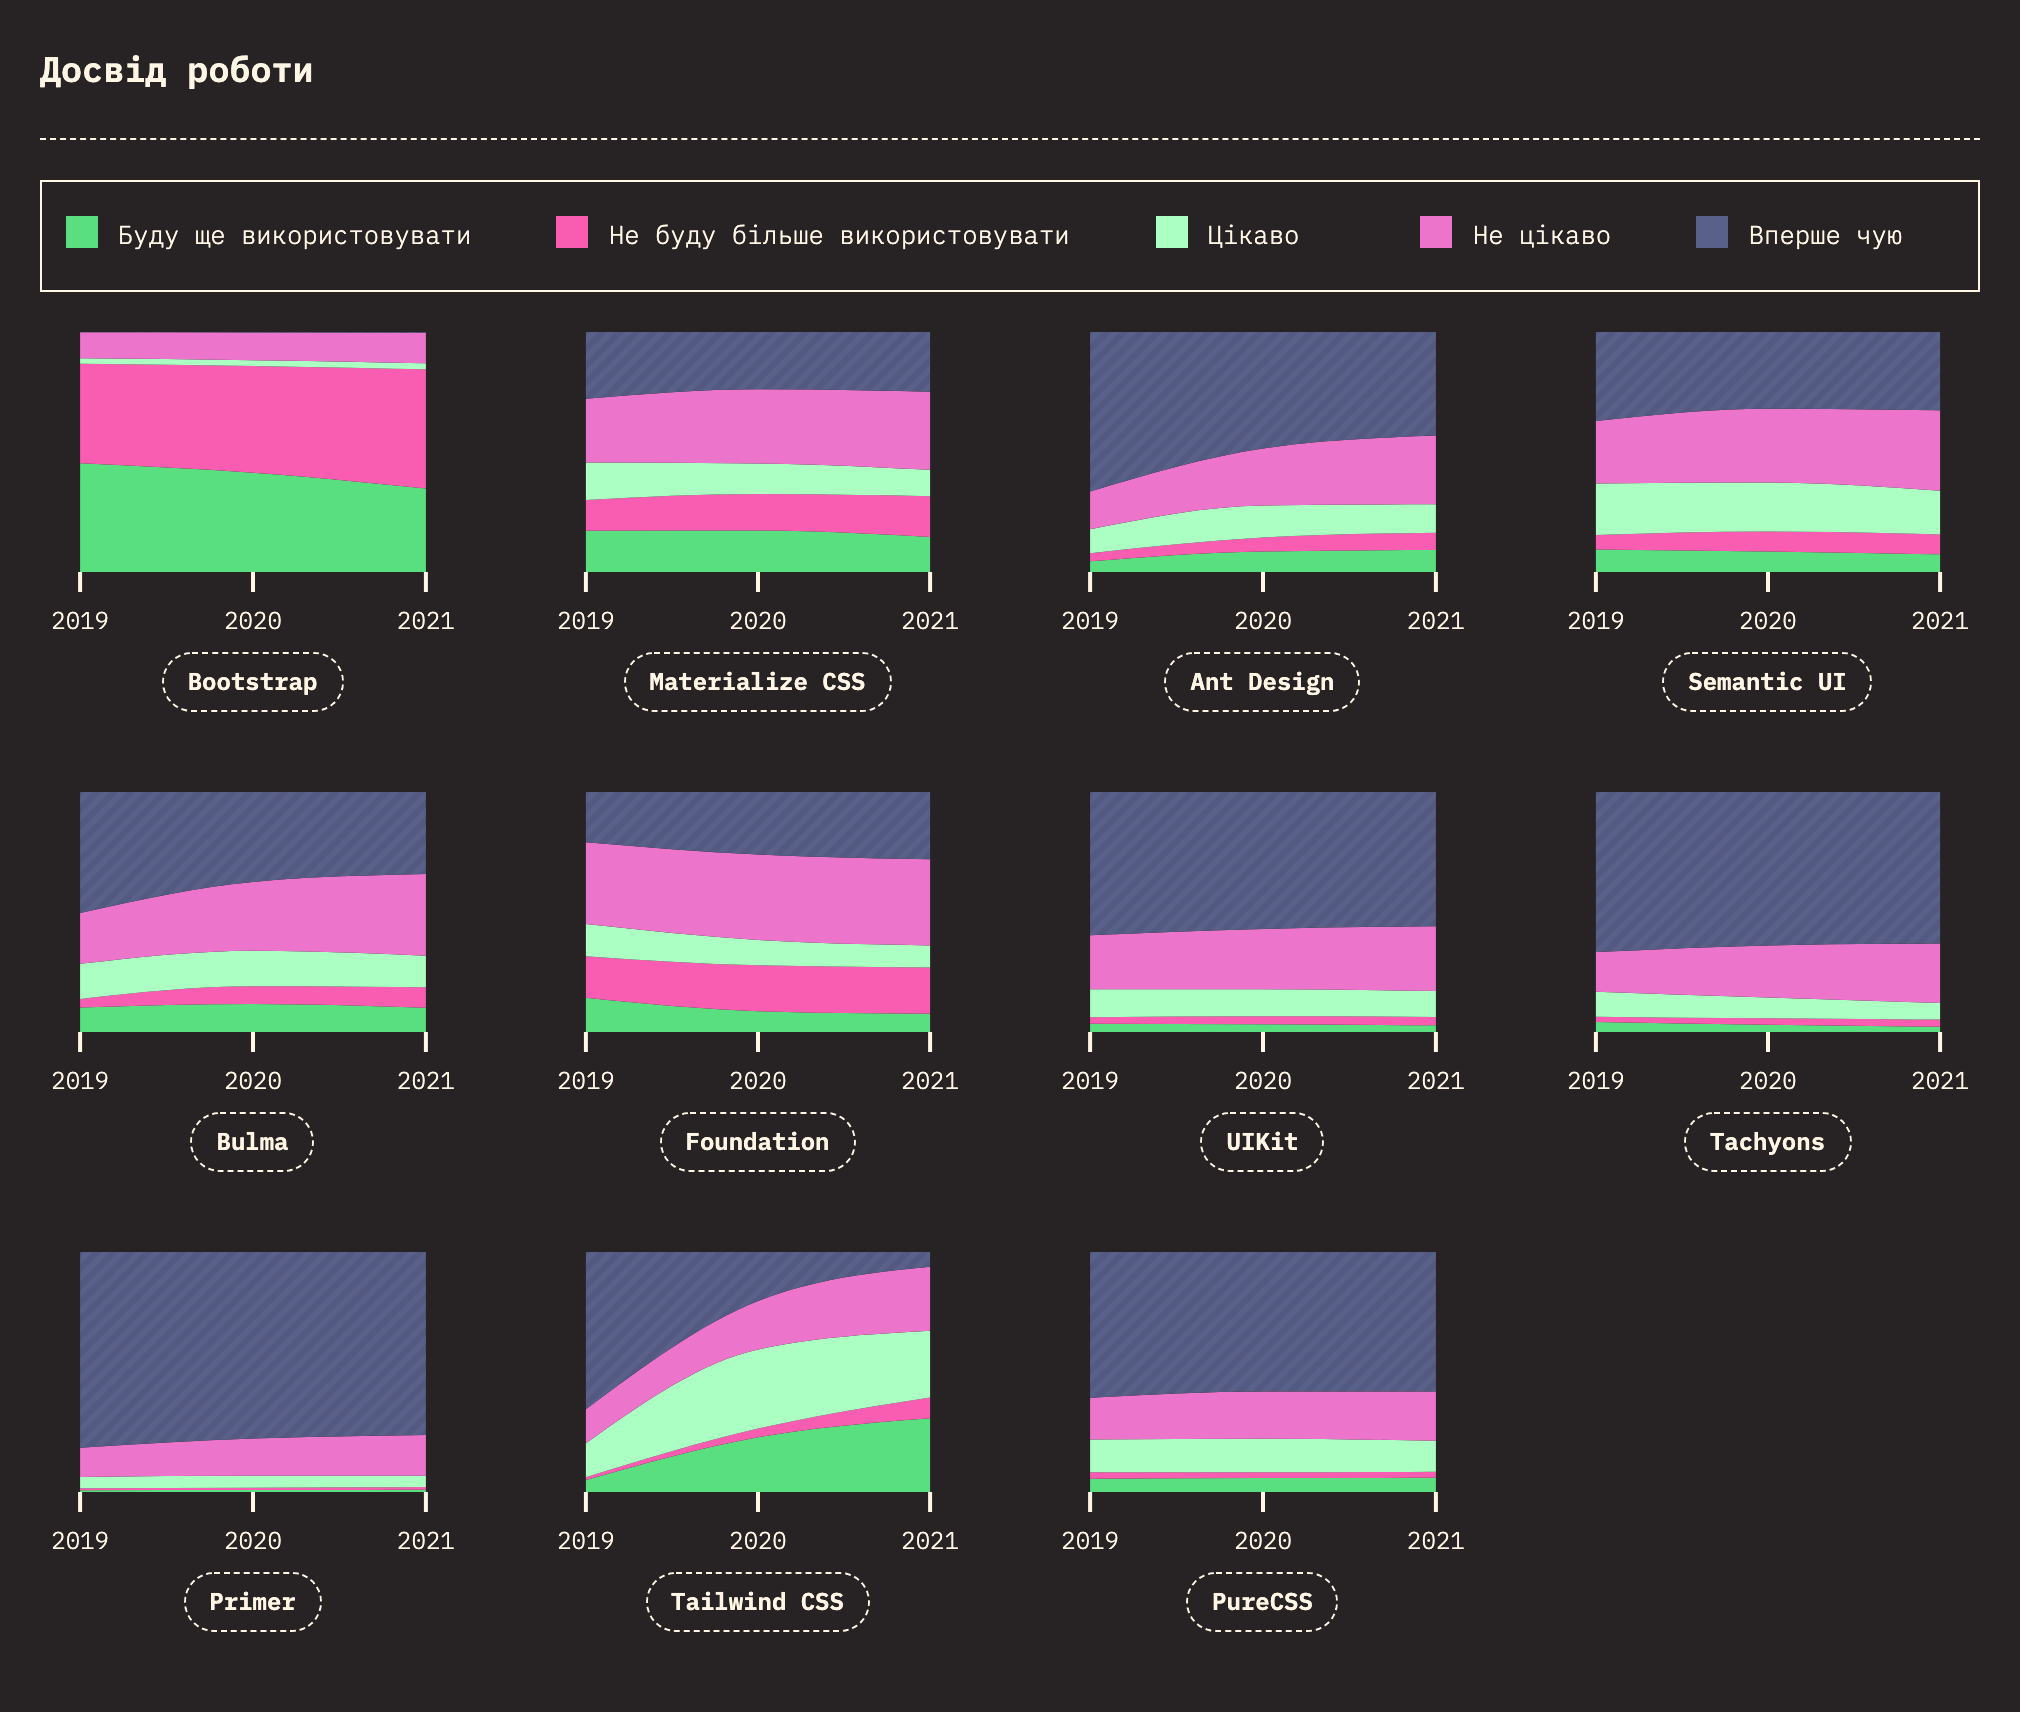 Досвід роботи
Буду ще використовувати Не буду більше використовувати Цікаво Не цікаво Вперше чую
2019 2020 2021 2019 2020 2021 2019 2020 2021 2019 2020 2021
Bootstrap Materialize CSS Ant Design Semantic UI
2019 2020 2021 2019 2020 2021 2019 2020 2021 2019 2020 2021
Bulma Foundation UIKit Tachyons
2019 2020 2021 2019 2020 2021 2019 2020 2021
Primer Tailwind CSS PureCSS